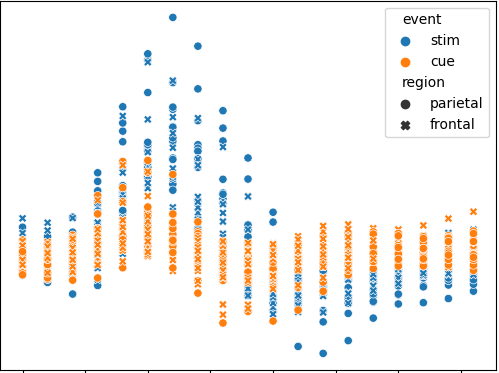 event
stim
cue
region
parietal
frontal